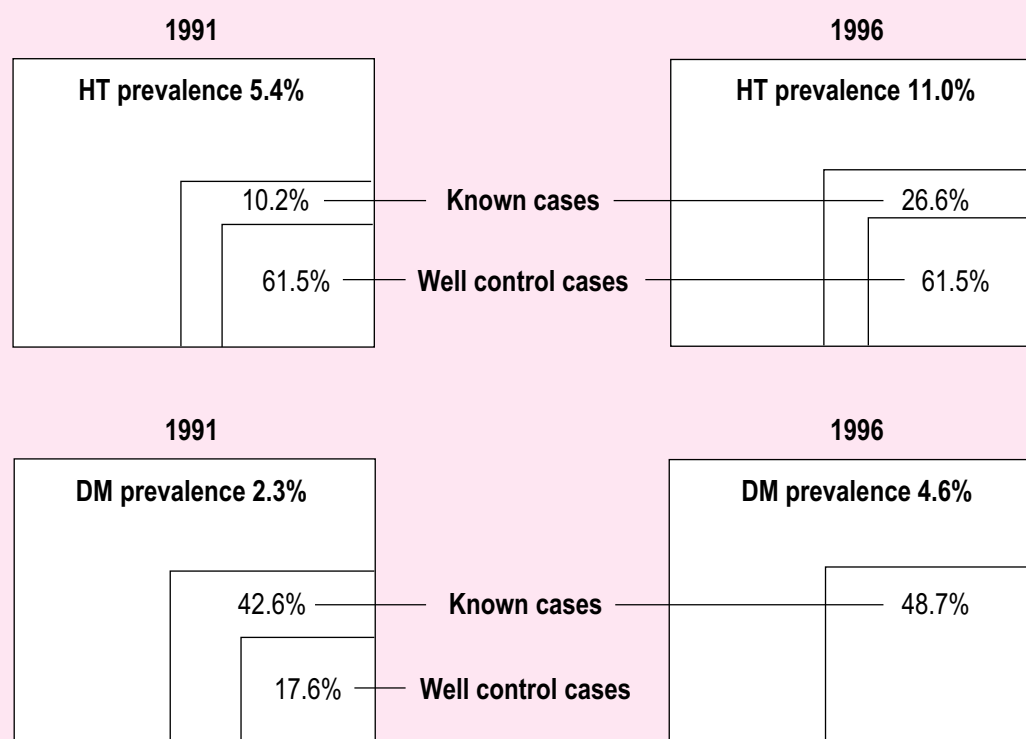 1991 1996
HT prevalence 5.4% HT prevalence 11.0%
10.2% Known cases 26.6%
61.5% Well control cases 61.5%
1991 1996
DM prevalence 2.3% DM prevalence 4.6%
42.6% Known cases 48.7%
17.6% Well control cases